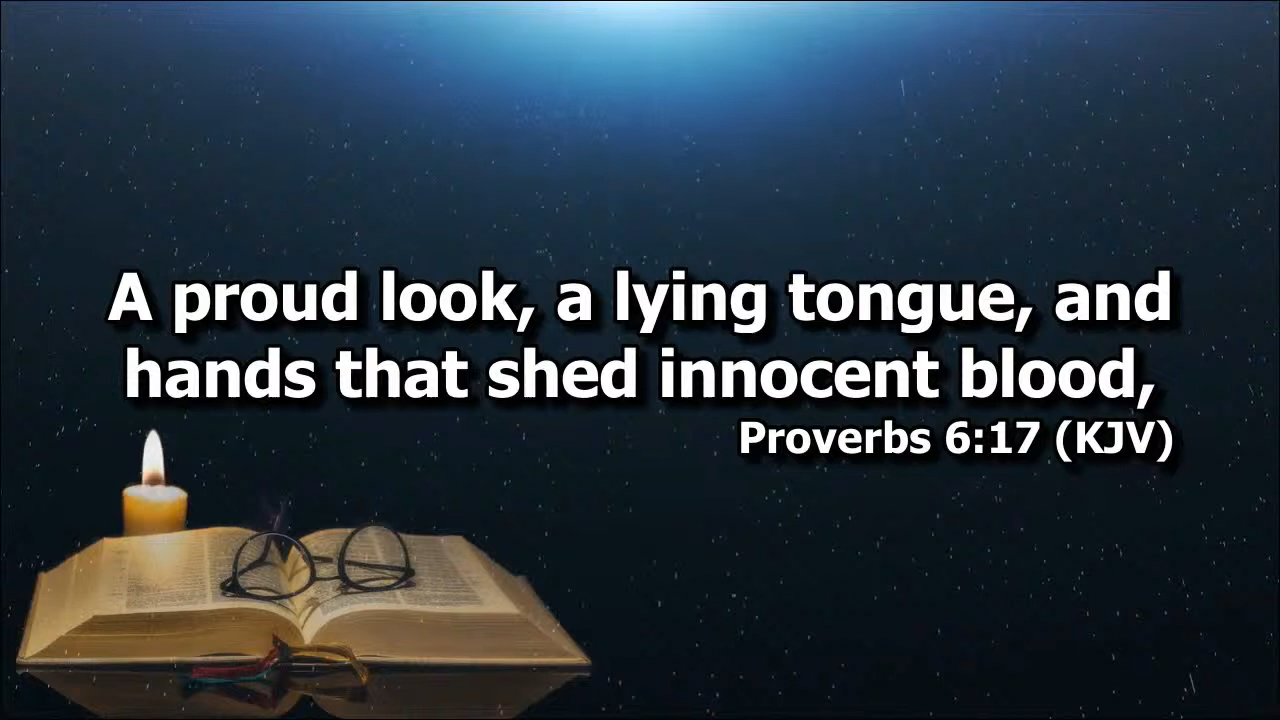 A proud look, a lying tongue, and
hands that shed innocent blood,
Proverbs 6:17 (KJV)